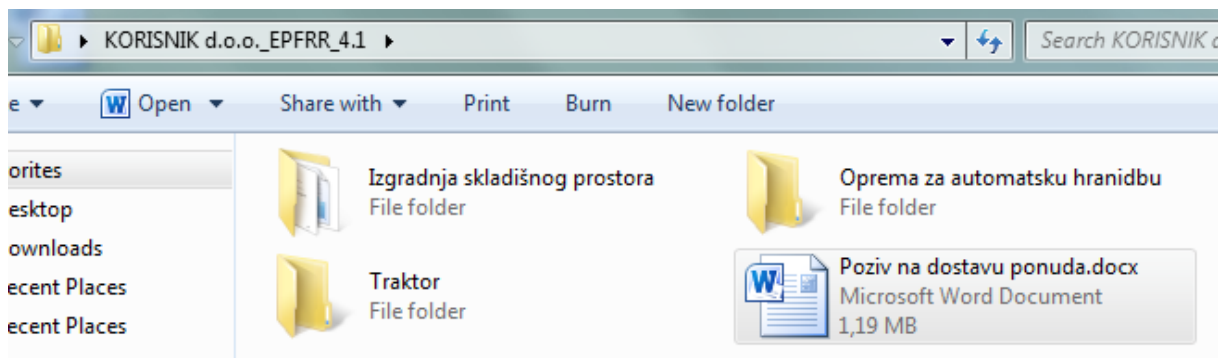 KORISNIK d.o.o._EPFRR_4.1
Search KORISNIK
e Open Share with Print Burn New folder
orites
esktop
ownloads
ecent Places
ecent Places
Izgradnja skladišnog prostora
File folder
Oprema za automatsku hranidbu
File folder
Traktor
File folder
Poziv na dostavu ponuda.docx
Microsoft Word Document
1,19 MB